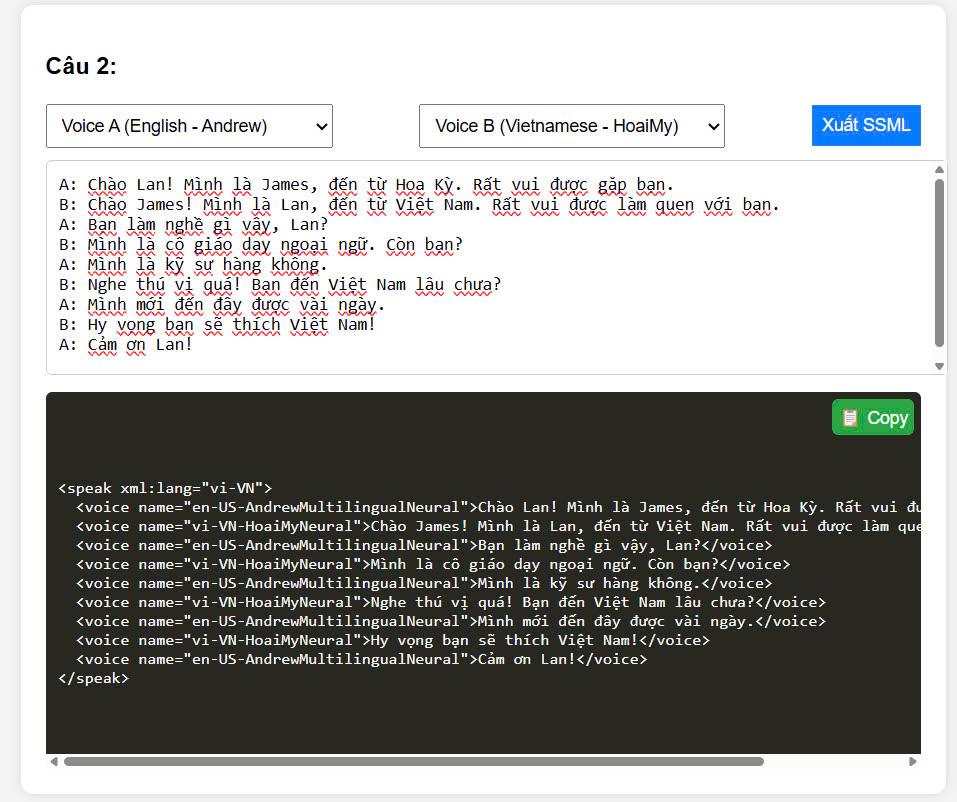 Câu 2:
Voice A (English - Andrew)
Voice B (Vietnamese - HoaiMy)
Xuất SSML
A: Chào Lan! Mình là James, đến từ Hoa Kỳ. Rất vui được gặp bạn.
B: Chào James! Mình là Lan, đến từ Việt Nam. Rất vui được làm quen với bạn.
A: Bạn làm nghề gì vậy, Lan?
B: Mình là cô giáo dạy ngoại ngữ. Còn bạn?
A: Mình là kỹ sư hàng không.
B: Nghe thú vị quá! Bạn đến Việt Nam lâu chưa?
A: Mình mới đến đây được vài ngày.
B: Hy vọng bạn sẽ thích Việt Nam!
A: Cảm ơn Lan!
📋 Copy
<speak xml:lang="vi-VN">
<voice name="en-US-AndrewMultilingualNeural">Chào Lan! Mình là James, đến từ Hoa Kỳ. Rất vui
<voice name="vi-VN-HoaiMyNeural">Chào James! Mình là Lan, đến từ Việt Nam. Rất vui được làm
<voice name="en-US-AndrewMultilingualNeural">Bạn làm nghề gì vậy, Lan?</voice>
<voice name="vi-VN-HoaiMyNeural">Mình là cô giáo dạy ngoại ngữ. Còn bạn?</voice>
<voice name="en-US-AndrewMultilingualNeural">Mình là kỹ sư hàng không.</voice>
<voice name="vi-VN-HoaiMyNeural">Nghe thú vị quá! Bạn đến Việt Nam lâu chưa?</voice>
<voice name="en-US-AndrewMultilingualNeural">Mình mới đến đây được vài ngày.</voice>
<voice name="vi-VN-HoaiMyNeural">Hy vọng bạn sẽ thích Việt Nam!</voice>
<voice name="en-US-AndrewMultilingualNeural">Cảm ơn Lan!</voice>
</speak>